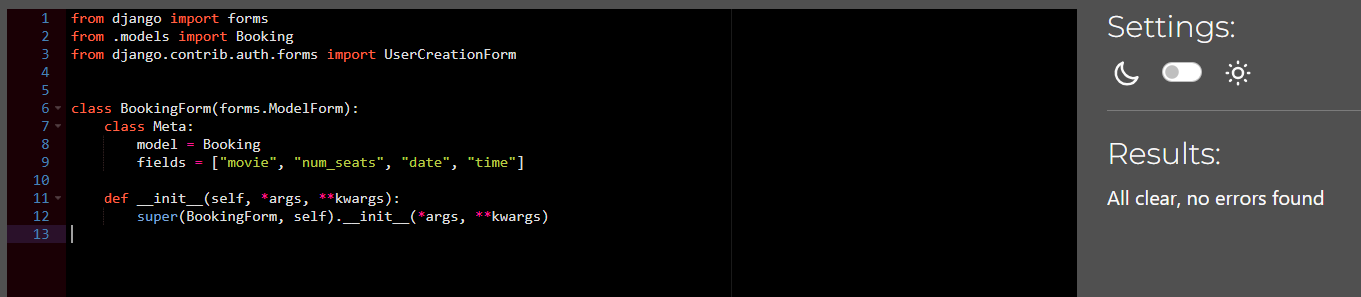 1 from django import forms
2 from .models import Booking
3 from django.contrib.auth.forms import UserCreationForm
4
5
6 class BookingForm(forms.ModelForm):
7     class Meta:
8         model = Booking
9         fields = ["movie", "num_seats", "date", "time"]
10
11     def __init__(self, *args, **kwargs):
12         super(BookingForm, self).__init__(*args, **kwargs)
13
Settings:
Results:
All clear, no errors found